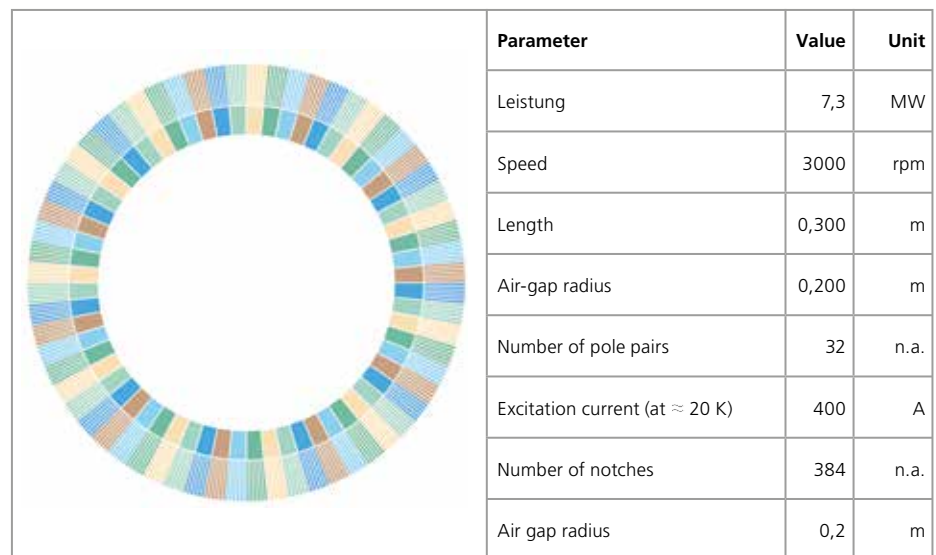 Parameter Value Unit
Leistung 7,3 MW
Speed 3000 rpm
Length 0,300 m
Air-gap radius 0,200 m
Number of pole pairs 32 n.a.
Excitation current (at ≈ 20 K) 400 A
Number of notches 384 n.a.
Air gap radius 0,2 m